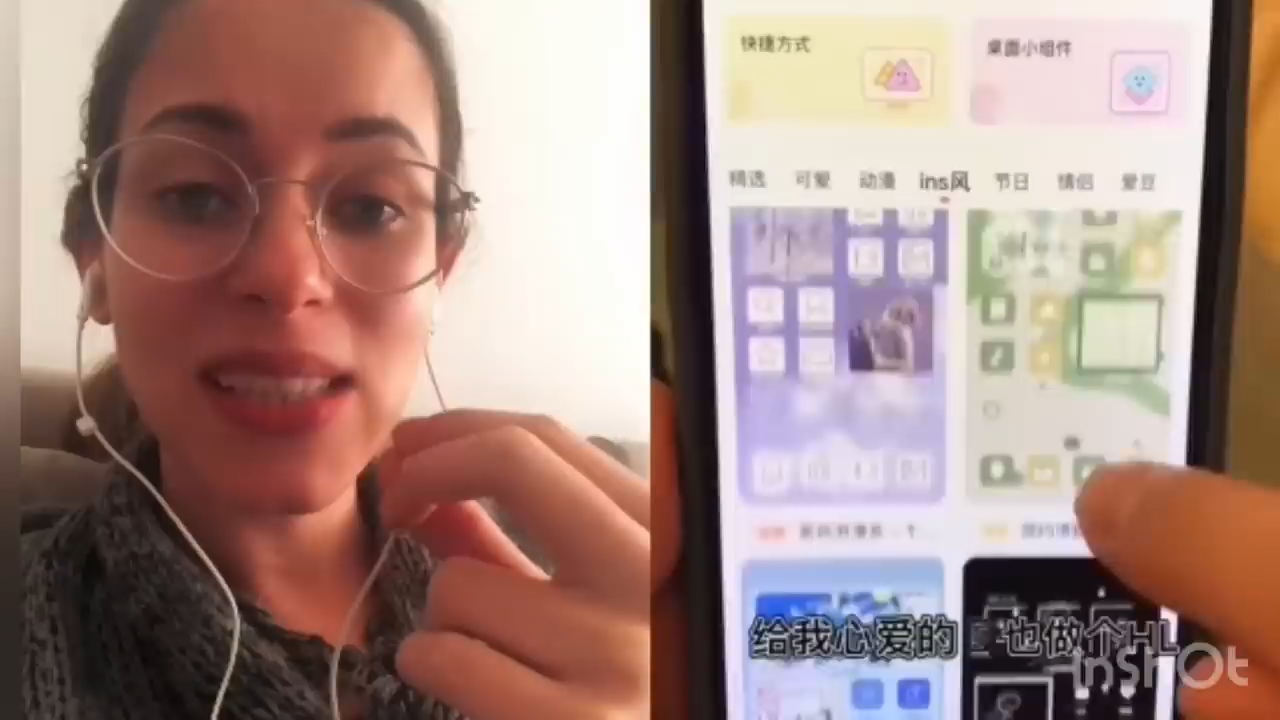 快捷方式
桌面小组件
精选 可爱 动漫 ins风 节日 情侣 爱豆
给我心爱的
也做个HL
InShOt